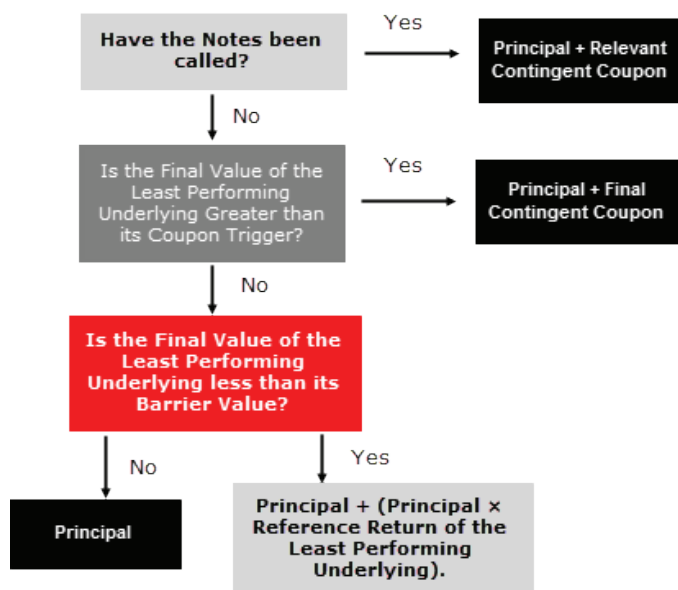 Have the Notes been
called?
Yes
Principal + Relevant
Contingent Coupon
No
Is the Final Value of the
Least Performing
Underlying Greater than
its Coupon Trigger?
Yes
Principal + Final
Contingent Coupon
No
Is the Final Value of the
Least Performing
Underlying less than its
Barrier Value?
No
Yes
Principal
Principal + (Principal ×
Reference Return of the
Least Performing
Underlying).